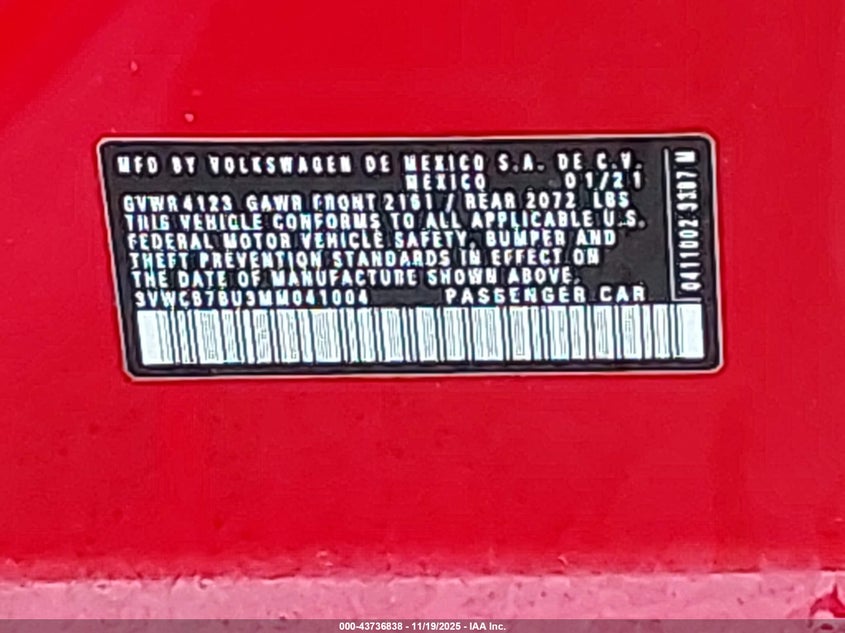 MFD BY VOLKSWAGEN DE MEXICO S.A. DE C.V.
MEXICO 01/21
GVWR 4123 GAWR FRONT 2161 / REAR 2072 LBS
THIS VEHICLE CONFORMS TO ALL APPLICABLE U.S.
FEDERAL MOTOR VEHICLE SAFETY, BUMPER AND
THEFT PREVENTION STANDARDS IN EFFECT ON
THE DATE OF MANUFACTURE SHOWN ABOVE.
3VWCB7BU3MM041004 PASSENGER CAR
0411002 3187 M
000-43736838 - 11/19/2025 - IAA Inc.